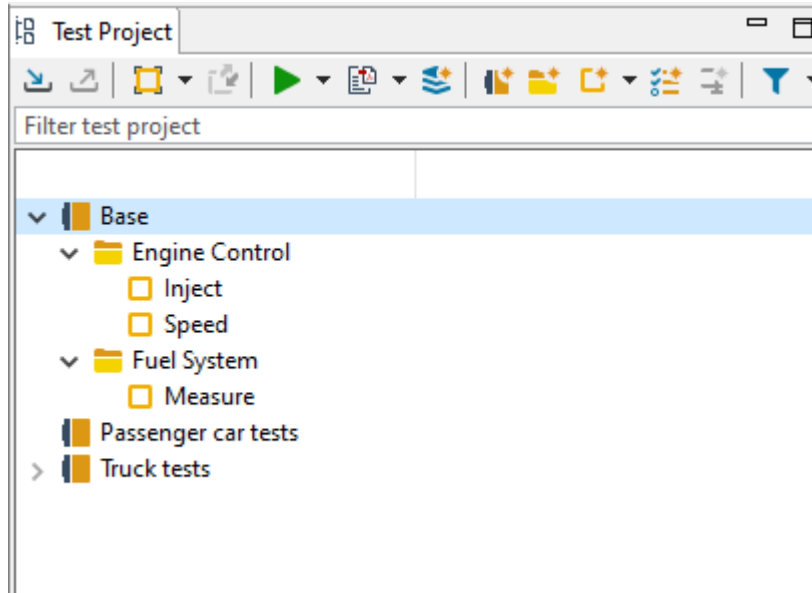 Test Project
Filter test project
Base
Engine Control
Inject
Speed
Fuel System
Measure
Passenger car tests
Truck tests